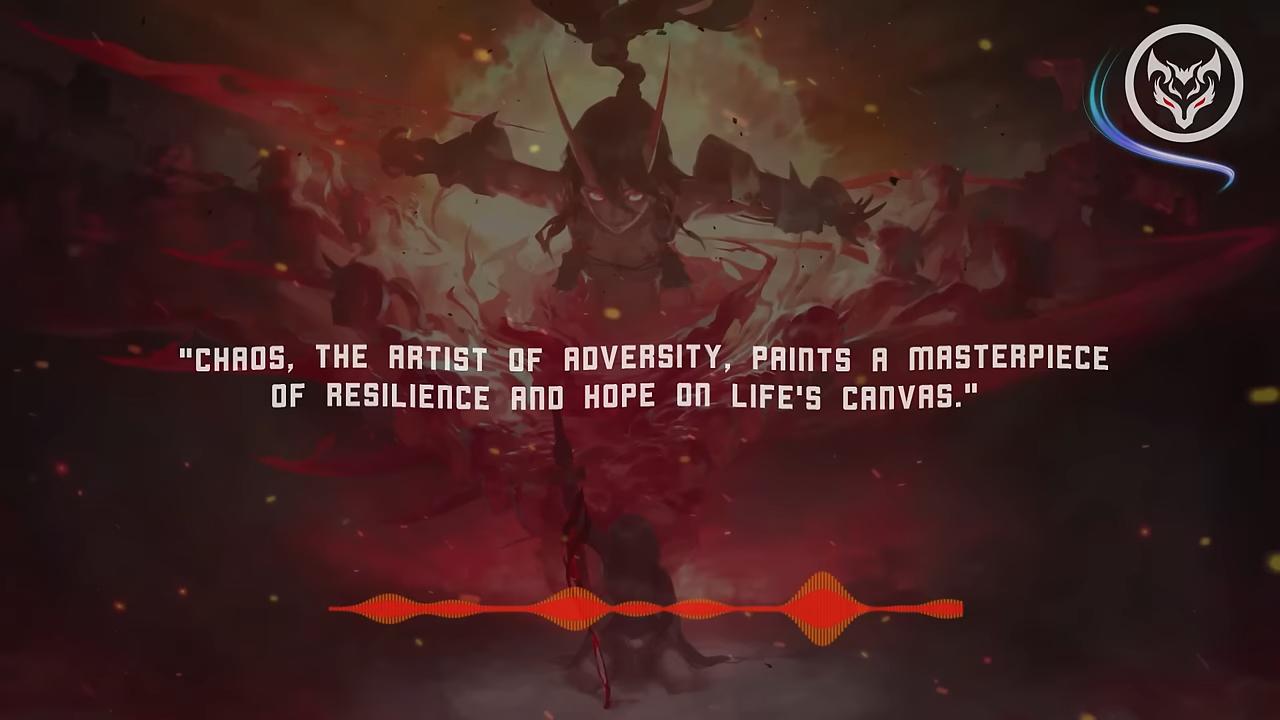 "CHAOS, THE ARTIST OF ADVERSITY, PAINTS A MASTERPIECE
OF RESILIENCE AND HOPE ON LIFE'S CANVAS."